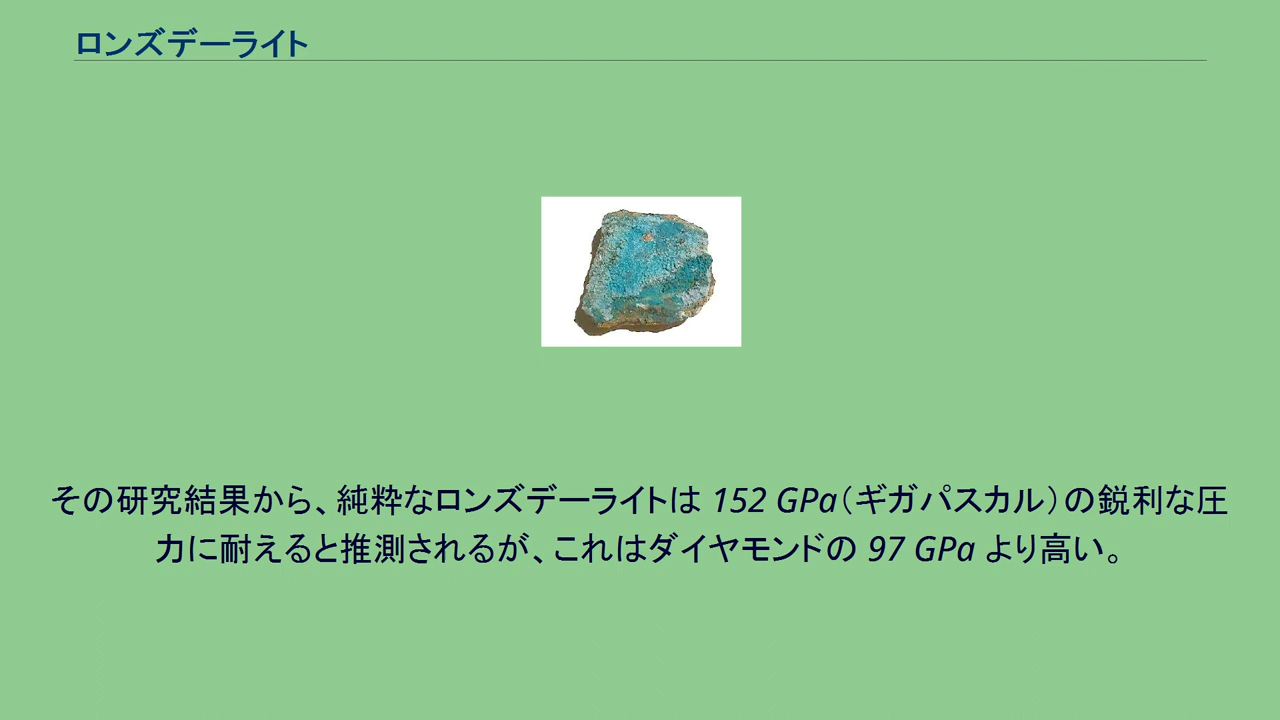 ロンズデーライト
その研究結果から、純粋なロンズデーライトは 152 GPa（ギガパスカル）の鋭利な圧
力に耐えると推測されるが、これはダイヤモンドの 97 GPa より高い。